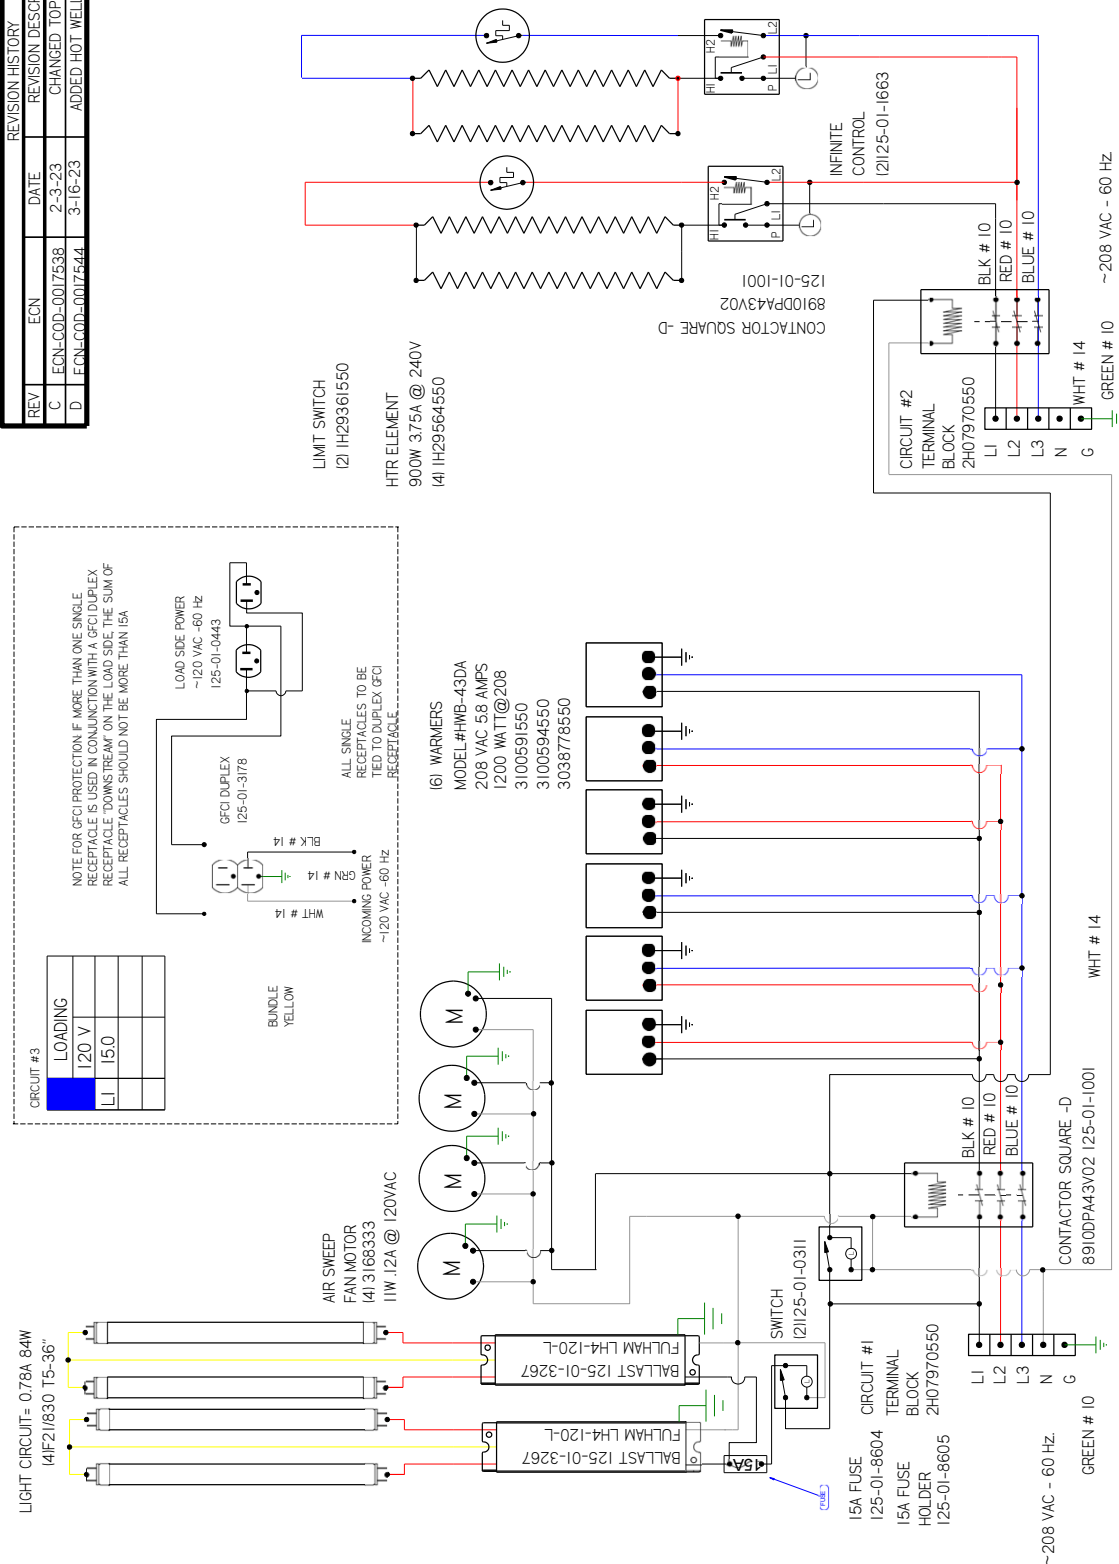 REVISION HISTORY
REV ECN DATE
C ECN-COD-0017538 2-3-23 CHANGED TOP
D ECN-COD-0017544 3-16-23
ADDED HOT
REVISION
CIRCUIT #3
LOADING
120 V
L1 15.0
NOTE FOR GFCI PROTECTION: IF MORE THAN ONE SINGLE
RECEPTACLE IS USED IN CONJUNCTION WITH A GFCI DUPLEX
RECEPTACLE "DOWNSTREAM" ON THE LOAD SIDE, THE SUM OF
ALL RECEPTACLES SHOULD NOT BE MORE THAN 15A
LOAD SIDE POWER
~120 VAC -60 Hz
125-01-0443
GFCI DUPLEX
125-01-3178
ALL SINGLE
RECEPTACLES TO BE
TIED TO DUPLEX GFCI
RECEPTACLE
BLK # 14
GRN # 14
WHT # 14
INCOMING POWER
~120 VAC -60 Hz
BUNDLE
YELLOW
LIMIT SWITCH
(2) 1H29361550
HTR ELEMENT
900W 3.75A @ 240V
(4) 1H29564550
H1 H2
P L1 L2
L
H1 H2
P L1 L2
L
INFINITE
CONTROL
(2)125-01-1663
CONTACTOR SQUARE -D
8910DPA43V02
125-01-1001
BLK # 10
RED # 10
BLUE # 10
~208 VAC - 60 Hz
CIRCUIT #2
TERMINAL
BLOCK
2H07970550
L1
L2
L3
N
G
WHT # 14
GREEN # 10
(6) WARMERS
MODEL#HWB-43DA
208 VAC 5.8 AMPS
1200 WATT@208
3100591550
3100594550
3038778550
M
M
M
M
AIR SWEEP
FAN MOTOR
(4) 3168333
11W .12A @ 120VAC
LIGHT CIRCUIT= 0.78A 84W
(4)F21/830 T5-36"
BALLAST 125-01-3267
FULHAM LH4-120-L
BALLAST 125-01-3267
FULHAM LH4-120-L
15A
FUSE
SWITCH
(2)125-01-0311
L
L
15A FUSE
125-01-8604
15A FUSE
HOLDER
125-01-8605
CIRCUIT #1
TERMINAL
BLOCK
2H07970550
L1
L2
L3
N
G
~208 VAC - 60 Hz.
GREEN # 10
BLK # 10
RED # 10
BLUE # 10
CONTACTOR SQUARE -D
8910DPA43V02 125-01-1001
WHT # 14